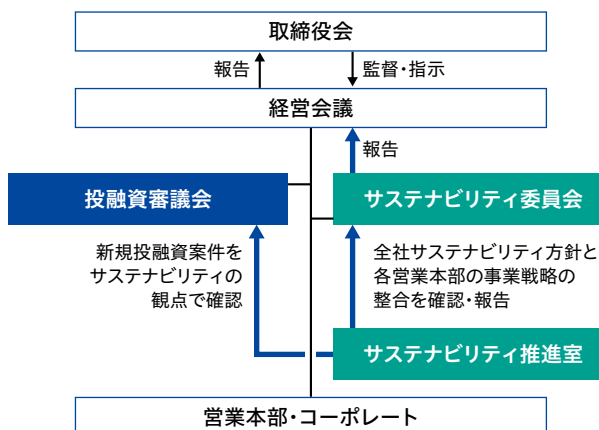 取締役会
報告
監督・指示
経営会議
報告
投融資審議会
サステナビリティ委員会
新規投融資案件を
サステナビリティの
観点で確認
全社サステナビリティ方針と
各営業本部の事業戦略の
整合を確認・報告
サステナビリティ推進室
営業本部・コーポレート